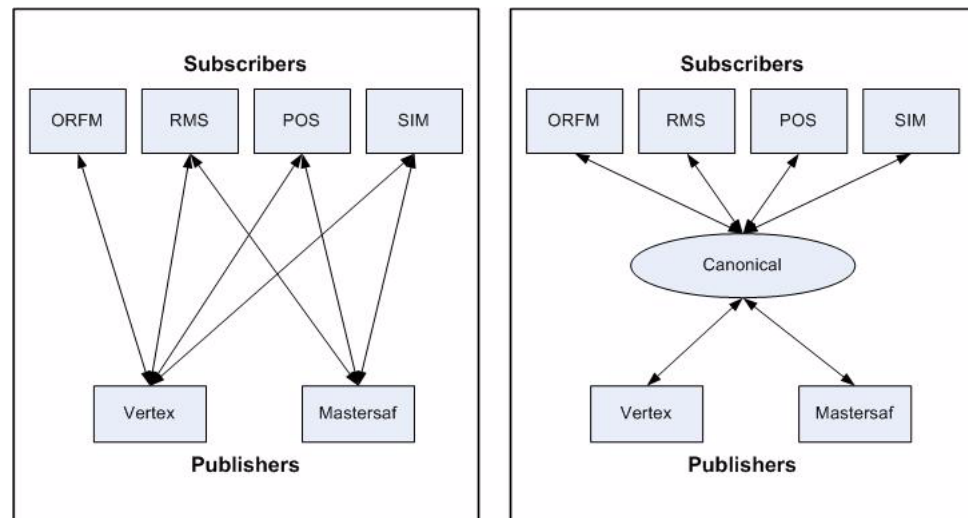 Subscribers
ORFM RMS POS SIM
Vertex Mastersaf
Publishers
Subscribers
ORFM RMS POS SIM
Canonical
Vertex Mastersaf
Publishers